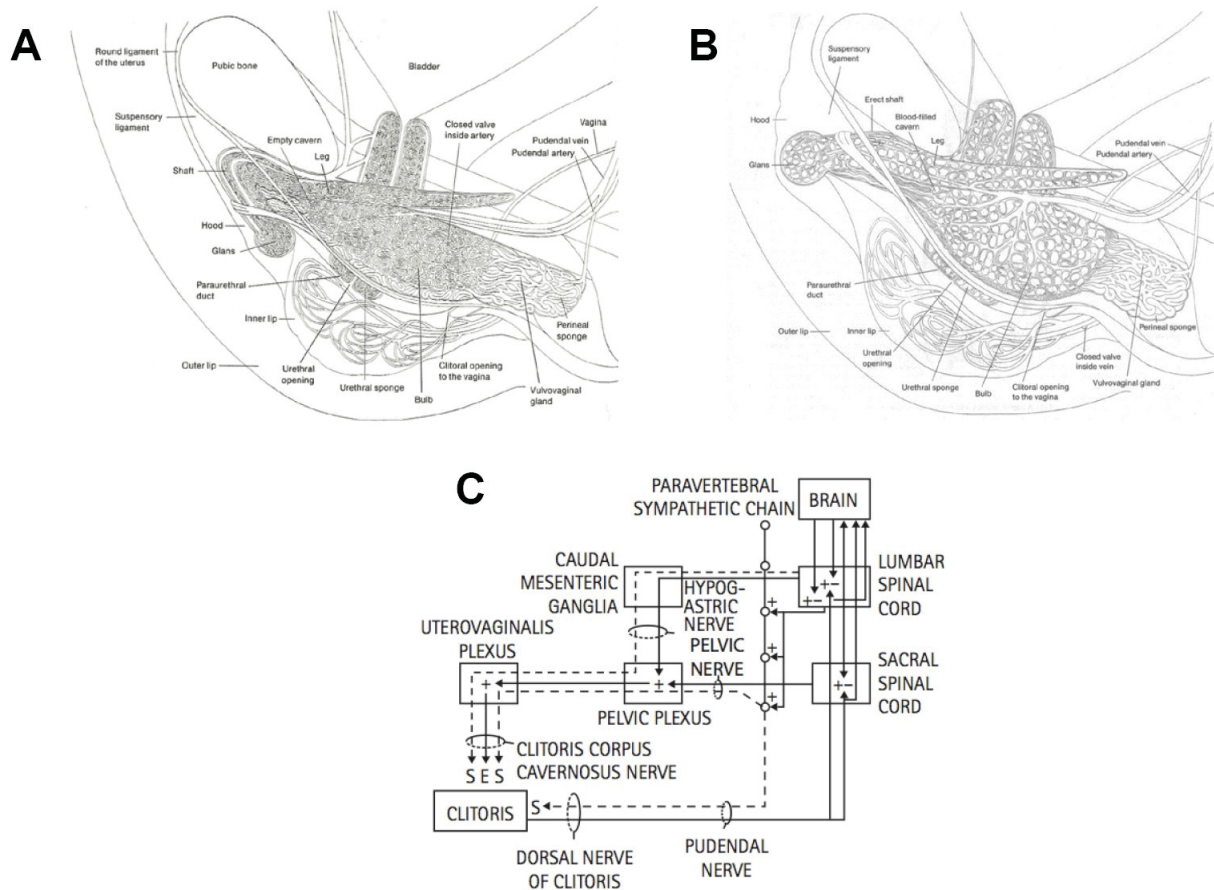 A
Round ligament
of the uterus
Pubic bone
Bladder
Suspensory
ligament
Empty cavern
Leg
Closed valve
inside artery
Vagina
Pudendal vein
Pudendal artery
Shaft
Hood
Glans
Paraurethral
duct
Inner lip
Outer lip
Urethral
opening
Urethral sponge
Bulb
Clitoral opening
to the vagina
Vulvovaginal
gland
Perineal
sponge
B
Suspensory
ligament
Hood
Erect shaft
Blood-filled
cavern
Leg
Glans
Pudendal vein
Pudendal artery
Paraurethral
duct
Outer lip
Inner lip
Urethral
opening
Urethral sponge
Bulb
Clitoral opening
to the vagina
Closed valve
inside vein
Vulvovaginal gland
Perineal sponge
C
PARAVERTEBRAL
SYMPATHETIC CHAIN
BRAIN
CAUDAL
MESENTERIC
GANGLIA
HYPOG-
ASTRIC
NERVE
LUMBAR
SPINAL
CORD
+-
+-
+
+
+
UTEROVAGINALIS
PLEXUS
+
PELVIC
NERVE
+
PELVIC PLEXUS
SACRAL
SPINAL
CORD
+-
CLITORIS CORPUS
CAVERNOSUS NERVE
S E S
CLITORIS
S
DORSAL NERVE
OF CLITORIS
PUDENDAL
NERVE